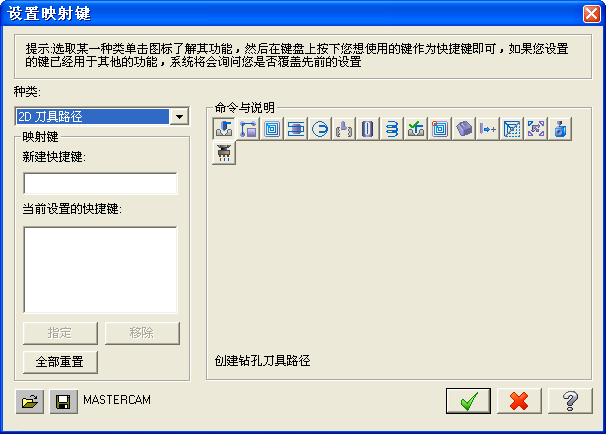 设置映射键
提示:选取某一种类单击图标了解其功能，然后在键盘上按下您想使用的键作为快捷键即可，如果您设置
的键已经用于其他的功能，系统将会询问您是否覆盖先前的设置
种类:
2D 刀具路径
映射键
新建快捷键:
当前设置的快捷键:
指定
移除
全部重置
命令与说明
创建钻孔刀具路径
MASTERCAM